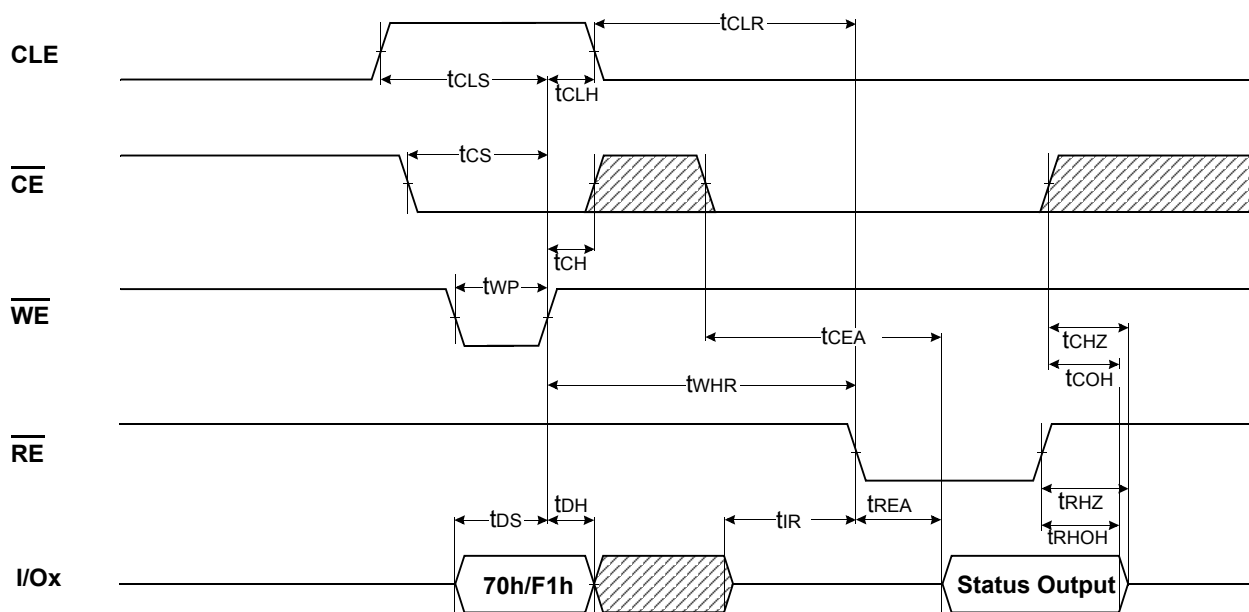 CLE
tCLR
tCLS
tCLH
CE
tCS
tCH
WE
tWP
tCEA
tCHZ
tCOH
tWHR
RE
tDS
tDH
tIR
tREA
tRHZ
tRHOH
I/Ox
70h/F1h
Status Output